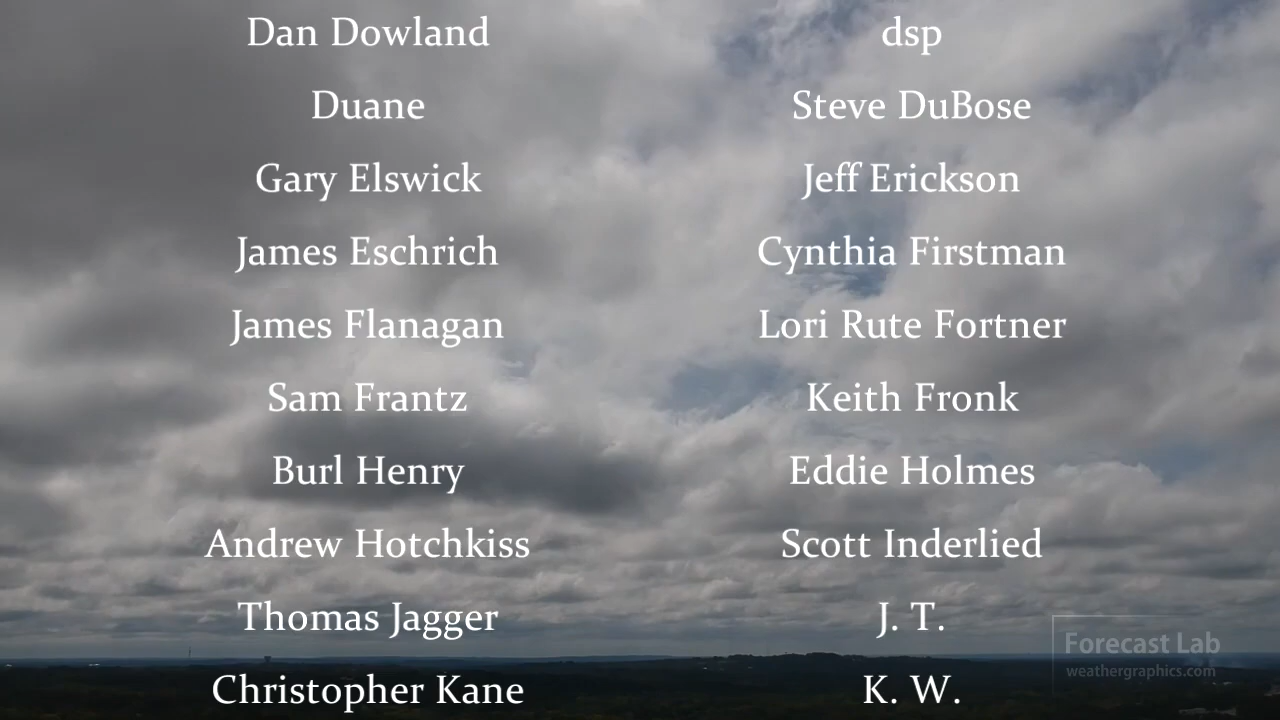 Dan Dowland
dsp
Duane
Steve DuBose
Gary Elswick
Jeff Erickson
James Eschrich
Cynthia Firstman
James Flanagan
Lori Rute Fortner
Sam Frantz
Keith Fronk
Burl Henry
Eddie Holmes
Andrew Hotchkiss
Scott Inderlied
Thomas Jagger
J. T.
Christopher Kane
K. W.
Forecast Lab
weathergraphics.com